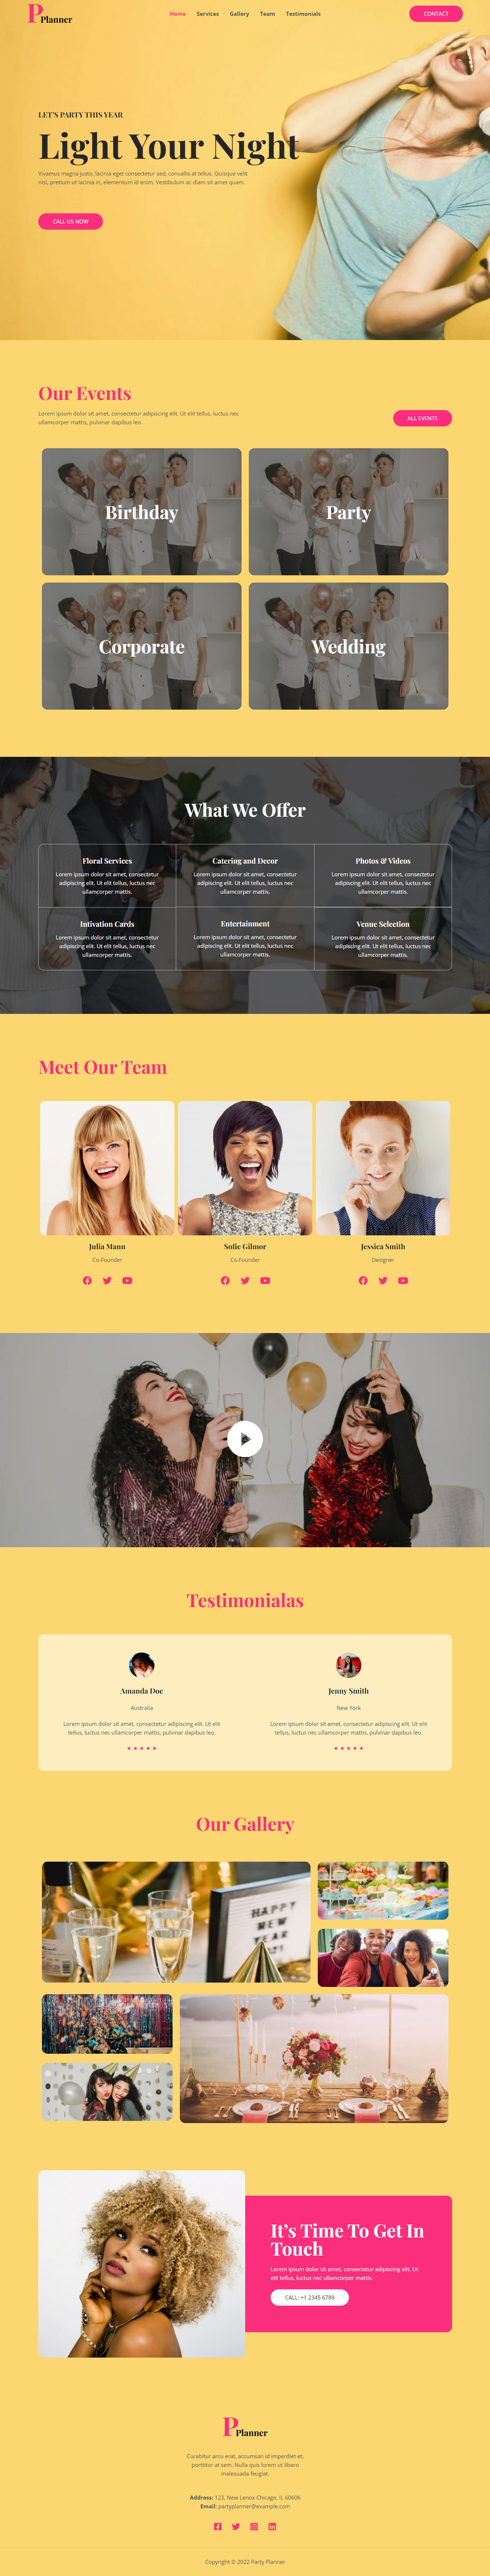 P Planner
Home Services Gallery Team Testimonials
CONTACT
LET'S PARTY THIS YEAR
Light Your Night
Vivamus magna justo, lacinia eget consectetur sed, convallis at tellus. Quisque velit
nisi, pretium ut lacinia in, elementum id enim. Vestibulum ac diam sit amet quam.
CALL US NOW
Our Events
Lorem ipsum dolor sit amet, consectetur adipiscing elit. Ut elit tellus, luctus nec
ullamcorper mattis, pulvinar dapibus leo.
ALL EVENTS
Birthday
Party
Corporate
Wedding
What We Offer
Floral Services
Lorem ipsum dolor sit amet, consectetur
adipiscing elit. Ut elit tellus, luctus nec
ullamcorper mattis.
Catering and Decor
Lorem ipsum dolor sit amet, consectetur
adipiscing elit. Ut elit tellus, luctus nec
ullamcorper mattis.
Photos & Videos
Lorem ipsum dolor sit amet, consectetur
adipiscing elit. Ut elit tellus, luctus nec
ullamcorper mattis.
Intivation Cards
Lorem ipsum dolor sit amet, consectetur
adipiscing elit. Ut elit tellus, luctus nec
ullamcorper mattis.
Entertainment
Lorem ipsum dolor sit amet, consectetur
adipiscing elit. Ut elit tellus, luctus nec
ullamcorper mattis.
Venue Selection
Lorem ipsum dolor sit amet, consectetur
adipiscing elit. Ut elit tellus, luctus nec
ullamcorper mattis.
Meet Our Team
Julia Mann
Co-Founder
Sofie Gilmor
Co-Founder
Jessica Smith
Designer
Testimonialas
Amanda Doe
Australia
Lorem ipsum dolor sit amet, consectetur adipiscing elit. Ut elit
tellus, luctus nec ullamcorper mattis, pulvinar dapibus leo.
Jenny Smith
New York
Lorem ipsum dolor sit amet, consectetur adipiscing elit. Ut elit
tellus, luctus nec ullamcorper mattis, pulvinar dapibus leo.
Our Gallery
HAPPY
NEW
YEAR
It's Time To Get In
Touch
Lorem ipsum dolor sit amet, consectetur adipiscing elit. Ut
elit tellus, luctus nec ullamcorper mattis.
CALL: +1 2345 6789
P Planner
Curabitur arcu erat, accumsan id imperdiet et,
porttitor at sem. Nulla quis lorem ut libero
malesuada feugiat.
Address: 123, New Lenox Chicago, IL 60606
Email: partyplanner@example.com
Copyright © 2022 Party Planner